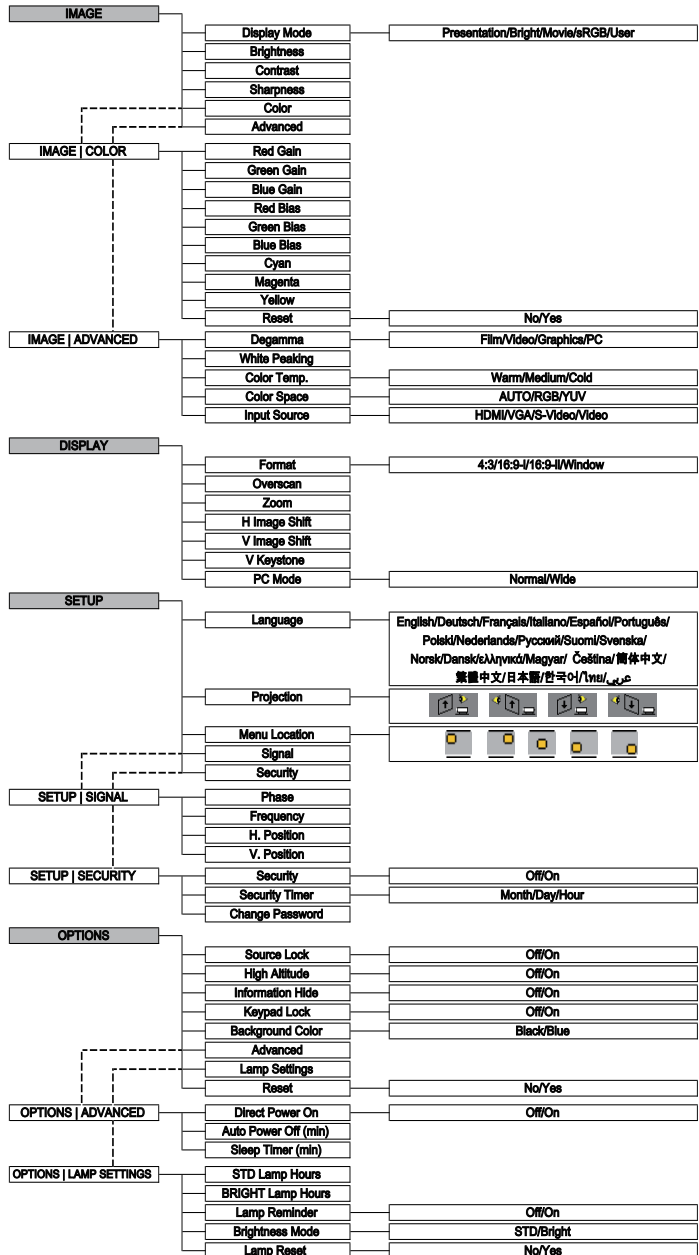 IMAGE
Display Mode Presentation/Bright/Movie/sRGB/User
Brightness
Contrast
Sharpness
Color
Advanced
IMAGE | COLOR Red Gain
Green Gain
Blue Gain
Red Bias
Green Bias
Blue Bias
Cyan
Magenta
Yellow
Reset No/Yes
IMAGE | ADVANCED Degamma Film/Video/Graphics/PC
White Peaking
Color Temp. Warm/Medium/Cold
Color Space AUTO/RGB/YUV
Input Source HDMI/VGA/S-Video/Video
DISPLAY
Format 4:3/16:9-I/16:9-II/Window
Overscan
Zoom
H Image Shift
V Image Shift
V Keystone
PC Mode Normal/Wide
SETUP
Language English/Deutsch/Français/Italiano/Español/Português/
Polski/Nederlands/Русский/Suomi/Svenska/
Norsk/Dansk/ελληνικά/Magyar/ Čeština/簡体中文/
繁體中文/日本語/한국어/ไทย/عربي
Projection
Menu Location
Signal
Security
SETUP | SIGNAL Phase
Frequency
H. Position
V. Position
SETUP | SECURITY Security Off/On
Security Timer Month/Day/Hour
Change Password
OPTIONS
Source Lock Off/On
High Altitude Off/On
Information Hide Off/On
Keypad Lock Off/On
Background Color Black/Blue
Advanced
Lamp Settings
Reset No/Yes
OPTIONS | ADVANCED Direct Power On Off/On
Auto Power Off (min)
Sleep Timer (min)
OPTIONS | LAMP SETTINGS STD Lamp Hours
BRIGHT Lamp Hours
Lamp Reminder Off/On
Brightness Mode STD/Bright
Lamp Reset No/Yes